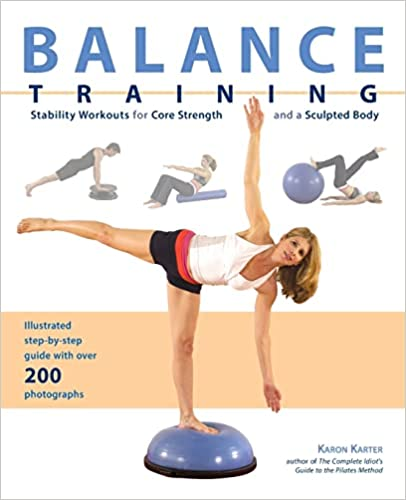 BALANCE
TRAINING
Stability Workouts for Core Strength and a Sculpted Body
Illustrated
step-by-step
guide with over
200
photographs
KARON KARTER
author of The Complete Idiot's
Guide to the Pilates Method